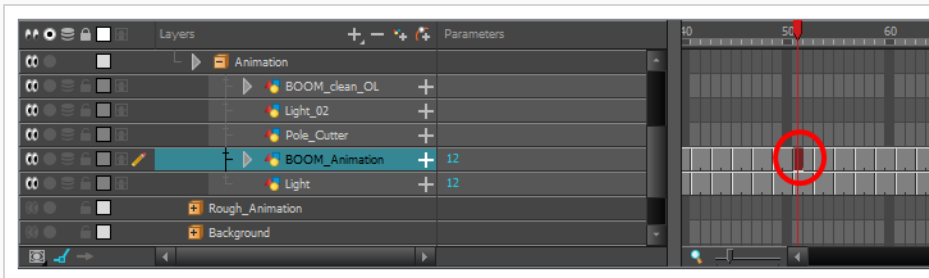 Layers Parameters 40 50 60
Animation
BOOM_clean_OL
Light_02
Pole_Cutter
BOOM_Animation 12
Light 12
Rough_Animation
Background